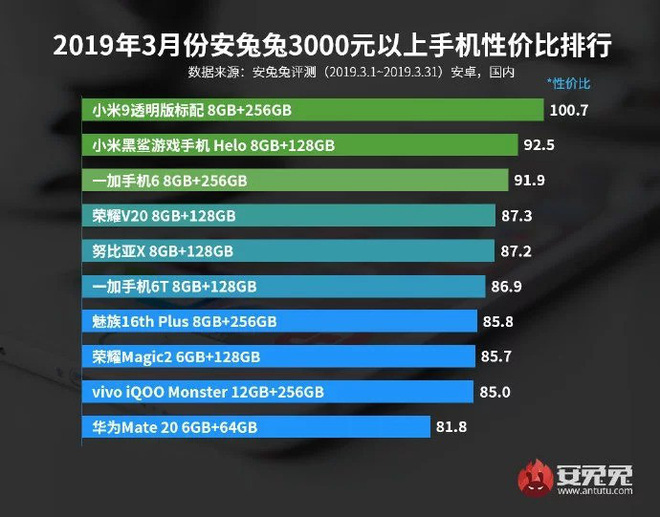 2019年3月份安兔兔3000元以上手机性价比排行
数据来源：安兔兔评测（2019.3.1~2019.3.31）安卓，国内
*性价比
小米9透明版标配 8GB+256GB 100.7
小米黑鲨游戏手机 Helo 8GB+128GB 92.5
一加手机6 8GB+256GB 91.9
荣耀V20 8GB+128GB 87.3
努比亚X 8GB+128GB 87.2
一加手机6T 8GB+128GB 86.9
魅族16th Plus 8GB+256GB 85.8
荣耀Magic2 6GB+128GB 85.7
vivo iQOO Monster 12GB+256GB 85.0
华为Mate 20 6GB+64GB 81.8
安兔兔
www.antutu.com